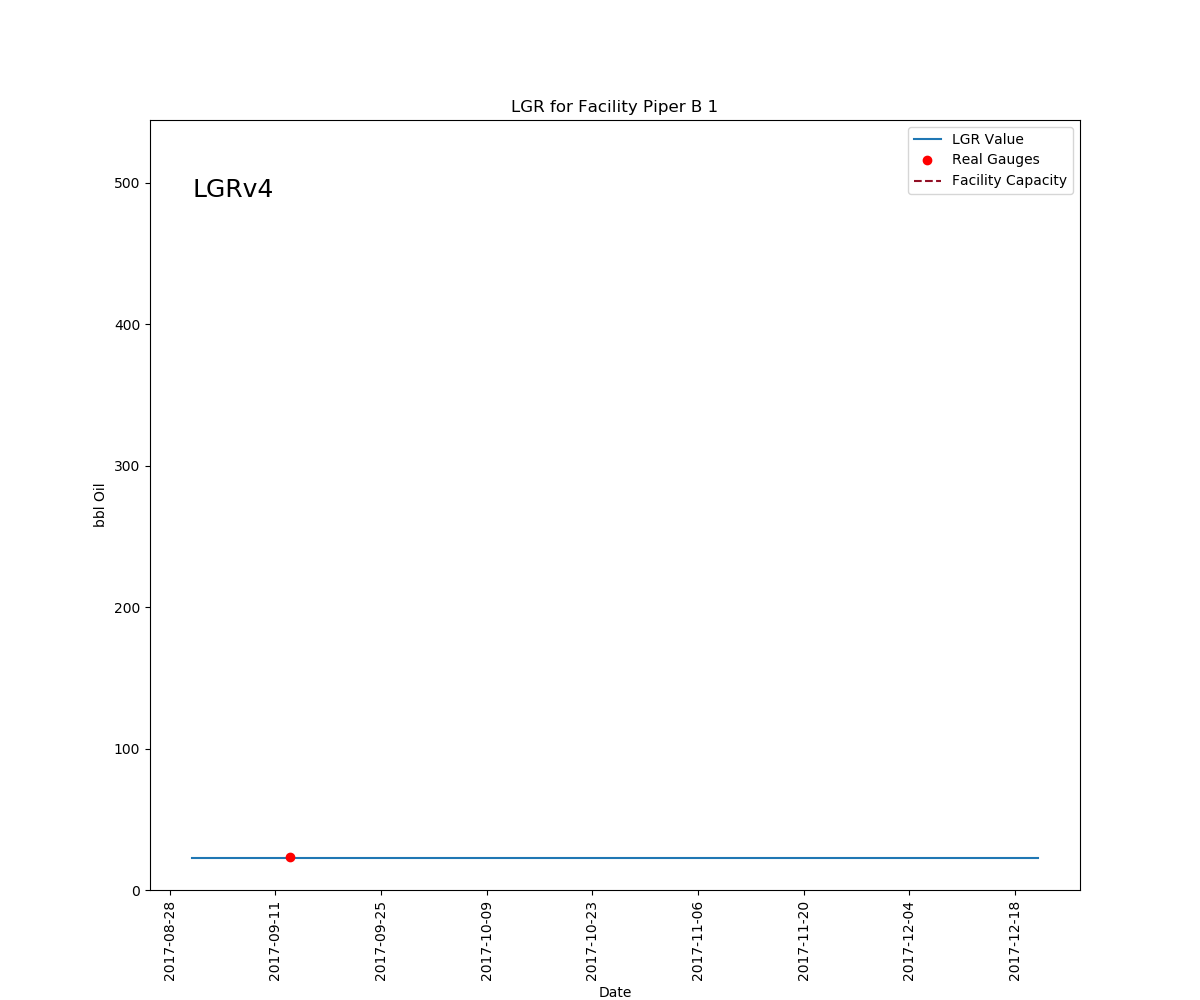 LGR for Facility Piper B 1
LGR Value
Real Gauges
Facility Capacity
LGRv4
500
400
300
200
100
0
bbl Oil
2017-08-28
2017-09-11
2017-09-25
2017-10-09
2017-10-23
2017-11-06
2017-11-20
2017-12-04
2017-12-18
Date